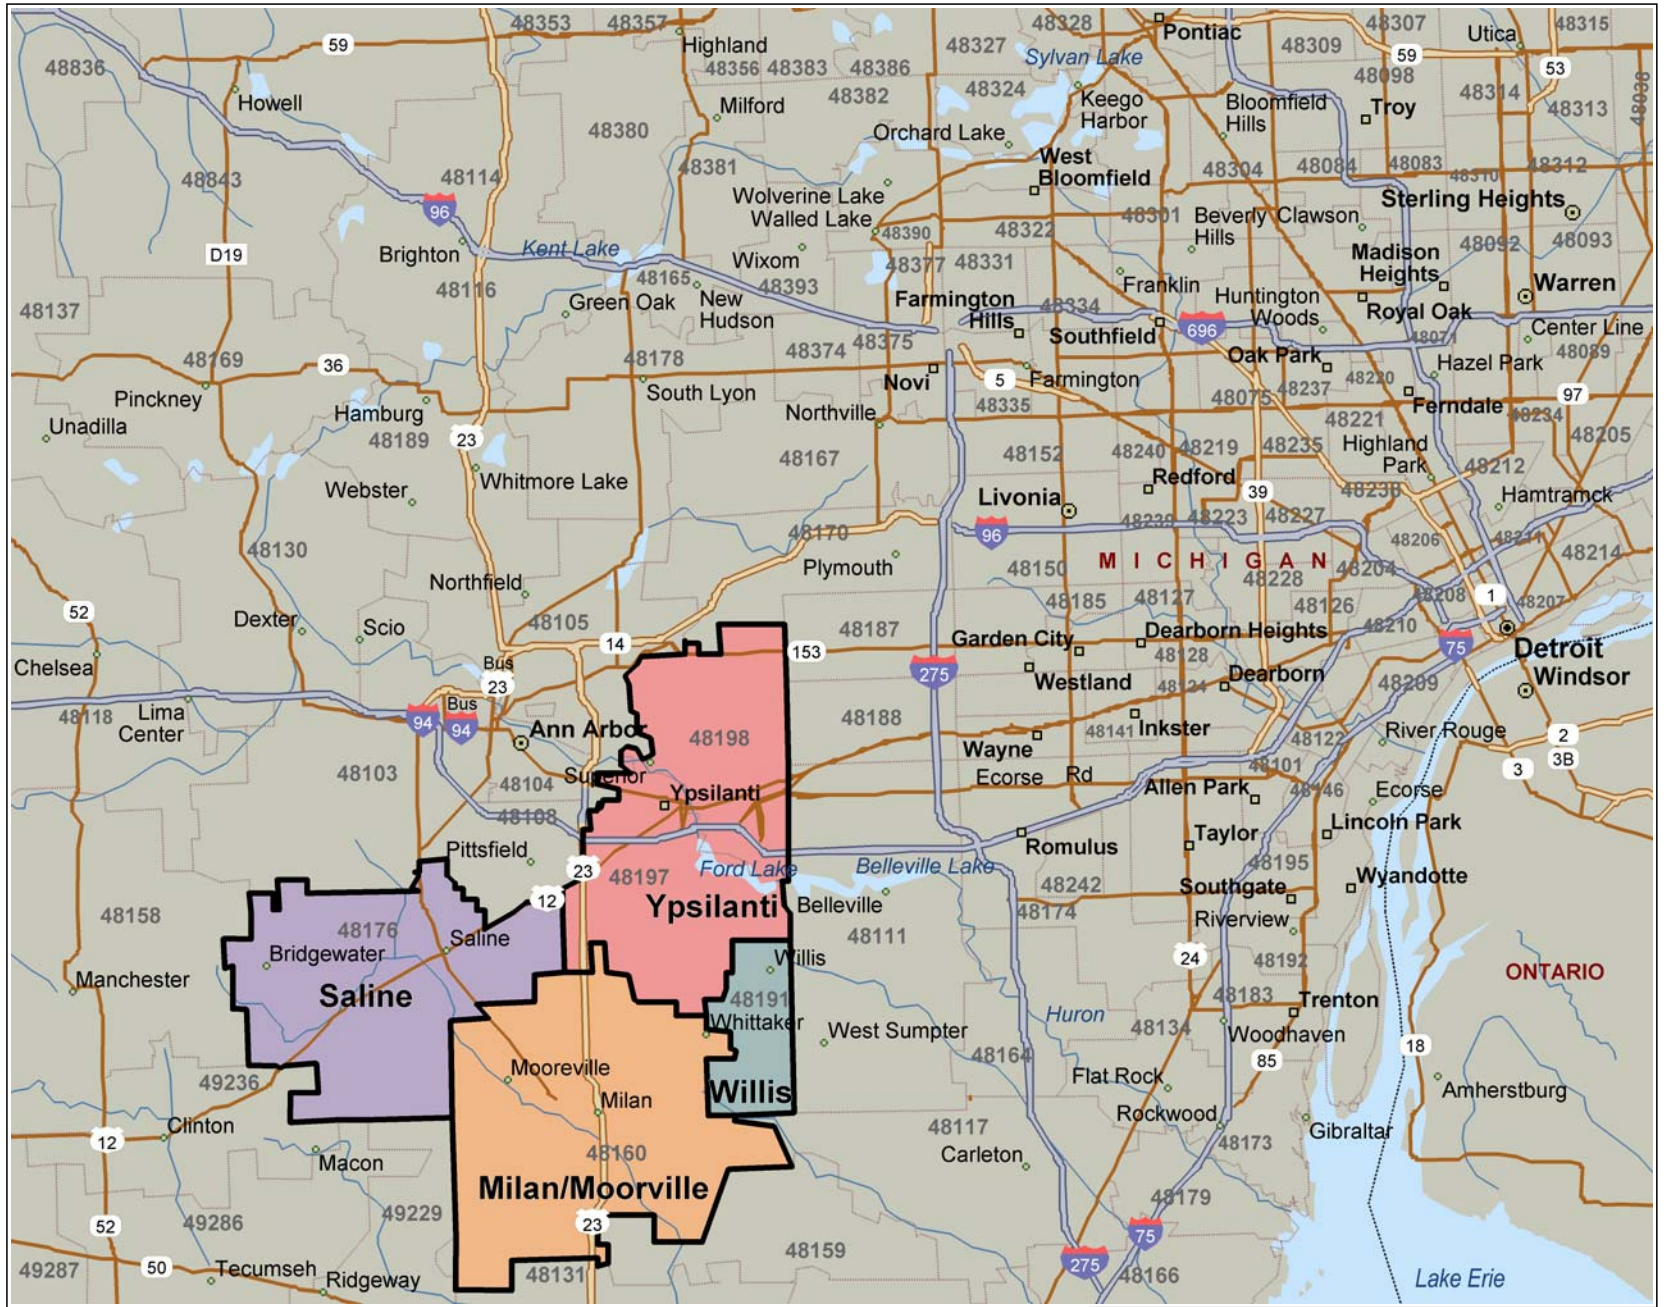 48353
48357
48328
48307
48315
Highland
Pontiac
Utica
59
48327
48309
59
53
48836
48356
48383
48386
Sylvan Lake
48098
48038
Howell
48382
48324
Keego
Harbor
Bloomfield
Hills
Troy
48314
48313
Milford
48380
Orchard Lake
48843
48114
48381
West
Bloomfield
48304
48084
48083
48312
48310
96
Wolverine Lake
Walled Lake
Sterling Heights
48301
Beverly
Hills
Clawson
D19
Brighton
Kent Lake
48390
48322
48092
48093
Wixom
48377
48331
Madison
Heights
48116
48165
48393
Franklin
Warren
48137
Green Oak
New
Hudson
Farmington
Hills
48334
Huntington
Woods
Royal Oak
Southfield
696
Center Line
48071
48169
36
48178
48374
48375
Oak Park
Hazel Park
48089
Pinckney
South Lyon
Novi
5
Farmington
48075
48237
48220
97
Hamburg
Northville
48335
Ferndale
48234
Unadilla
48189
23
48221
48205
48167
48152
48240
48219
48235
Highland
Park
48212
Webster
Whitmore Lake
Redford
Livonia
39
48238
Hamtramck
48170
96
48239
48223
48227
48130
48206
48211
48214
Plymouth
MICHIGAN
Northfield
48150
48228
48204
52
48185
48127
48126
48208
1
48207
Dexter
Scio
48105
14
153
48187
Garden City
Dearborn Heights
48210
75
Detroit
Chelsea
Bus
23
275
Westland
48128
Dearborn
Windsor
48124
48209
48118
Lima
Center
94
Bus
94
Ann Arbor
48198
48188
48141
Inkster
River Rouge
Wayne
48122
2
48103
48104
Superior
Ecorse Rd
48101
3B
3
Ypsilanti
Allen Park
48146
Ecorse
48108
Taylor
Lincoln Park
Pittsfield
Romulus
23
Ford Lake
Belleville Lake
48195
48197
48242
Wyandotte
12
Ypsilanti
Belleville
Southgate
48158
48174
Riverview
48176
48111
Saline
Bridgewater
Willis
24
48192
ONTARIO
Manchester
Saline
48191
48183
Trenton
Whittaker
West Sumpter
Huron
48134
Woodhaven
48164
18
85
49236
Mooreville
Willis
Flat Rock
Amherstburg
Milan
Rockwood
Clinton
48117
Gibraltar
12
Macon
48160
Carleton
48173
Milan/Moorville
48179
52
49286
49229
23
75
48159
49287
50
Tecumseh
Ridgeway
48131
275
48166
Lake Erie